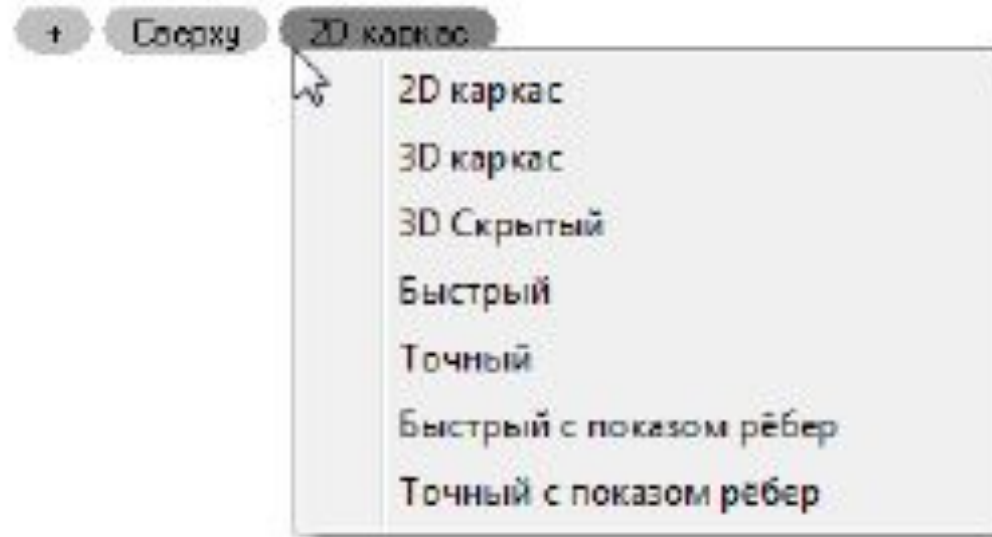 + Сверху 2D каркас
2D каркас
3D каркас
3D Скрытый
Быстрый
Точный
Быстрый с показом рёбер
Точный с показом рёбер